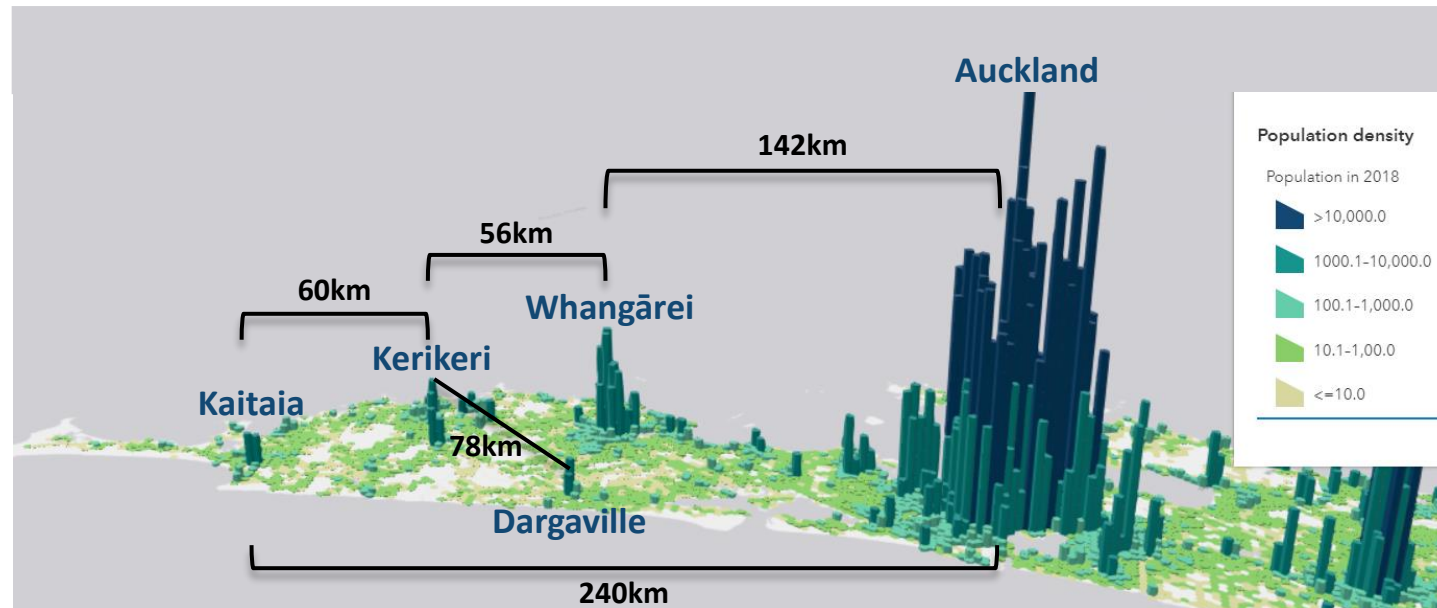 Auckland
142km
56km
60km
Whangārei
Kerikeri
Kaitaia
78km
Dargaville
240km
Population density
Population in 2018
>10,000.0
1000.1-10,000.0
100.1-1,000.0
10.1-1,00.0
<=10.0